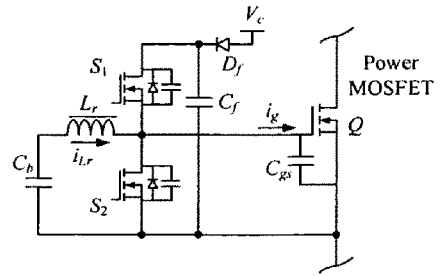 V_c
S_1
D_f
Power
MOSFET
L_r
C_f
i_g
Q
i_Lr
C_b
C_gs
S_2